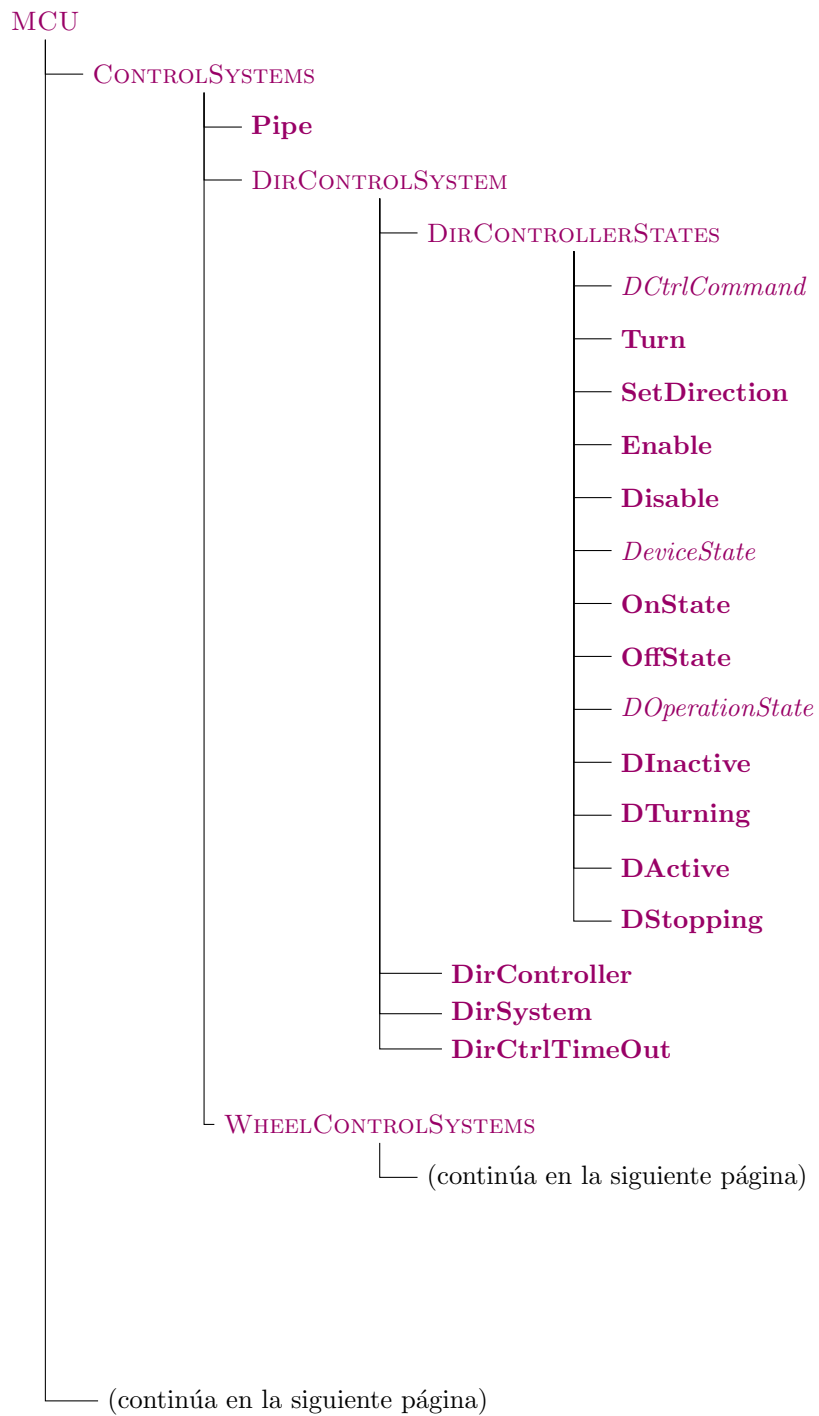 MCU
ControlSystems
Pipe
DirControlSystem
DirControllerStates
DCtrlCommand
Turn
SetDirection
Enable
Disable
DeviceState
OnState
OffState
DOperationState
DInactive
DTurning
DActive
DStopping
DirController
DirSystem
DirCtrlTimeOut
WheelControlSystems
(continúa en la siguiente página)
(continúa en la siguiente página)